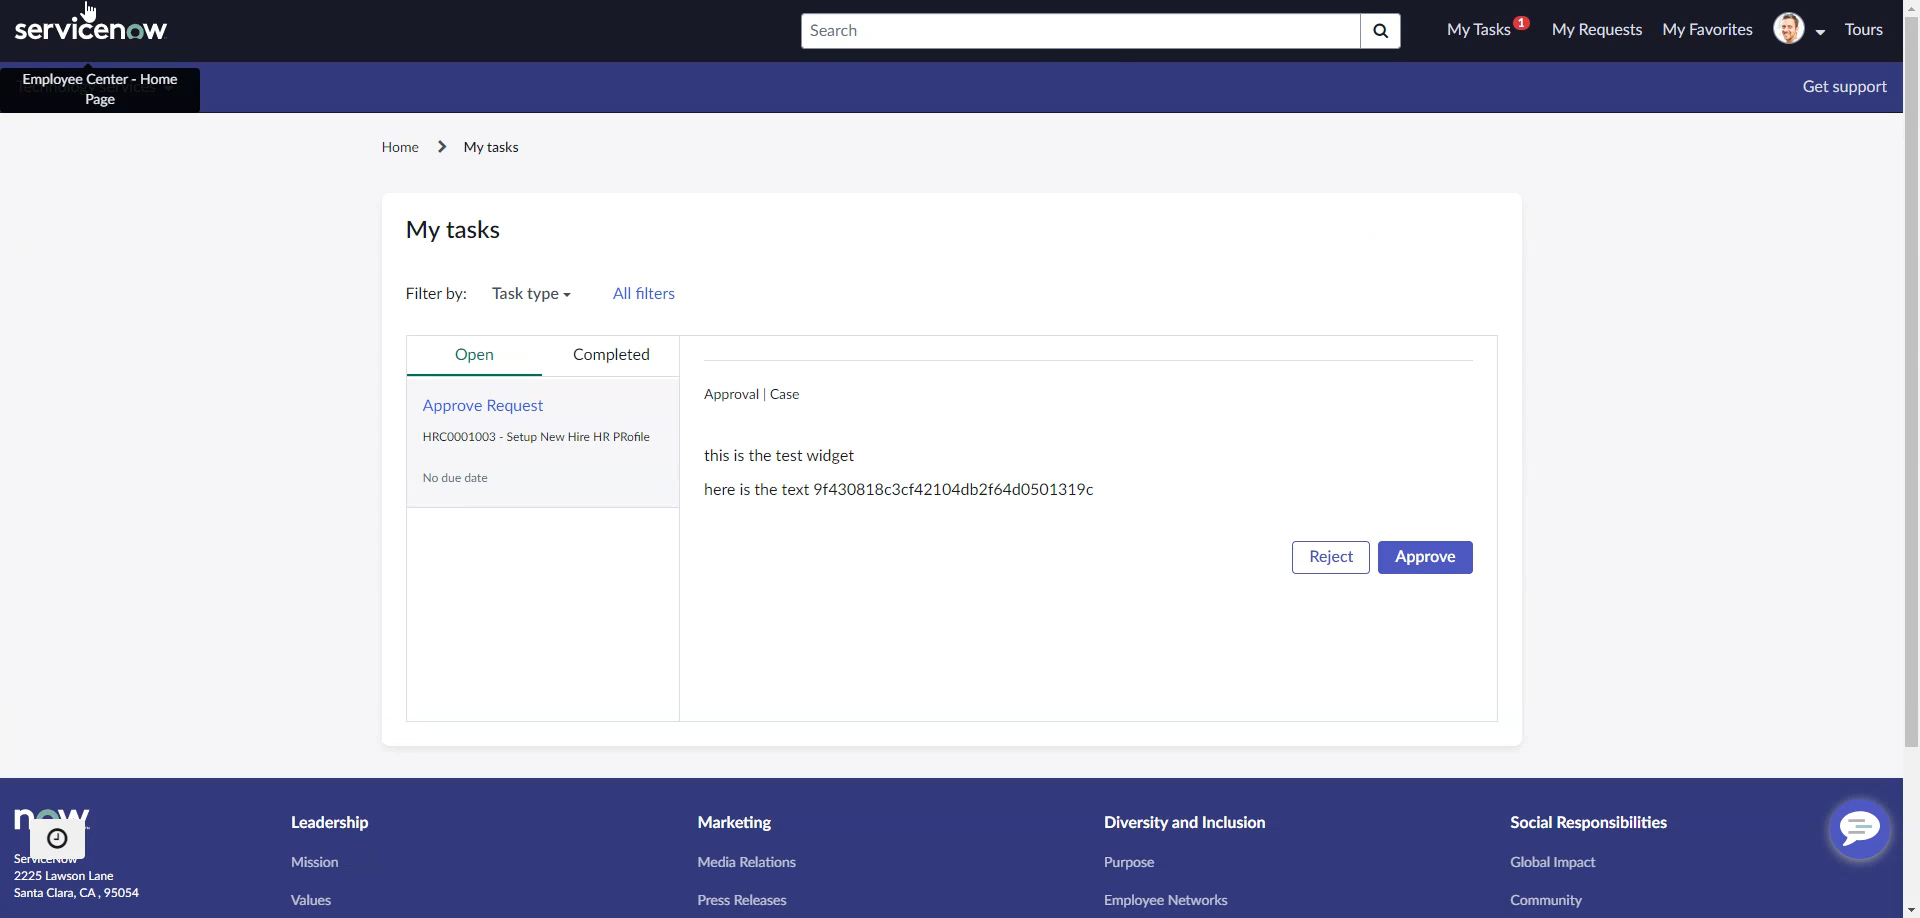 servicenow
Search
My Tasks 1
My Requests
My Favorites
Tours
Employee Center - Home
Page
Technology Services
Get support
Home
My tasks
My tasks
Filter by:
Task type
All filters
Open
Completed
Approve Request
HRC0001003 - Setup New Hire HR PRofile
No due date
Approval | Case
this is the test widget
here is the text 9f430818c3cf42104db2f64d0501319c
Reject
Approve
now
ServiceNow
2225 Lawson Lane
Santa Clara, CA , 95054
Leadership
Mission
Values
Marketing
Media Relations
Press Releases
Diversity and Inclusion
Purpose
Employee Networks
Social Responsibilities
Global Impact
Community